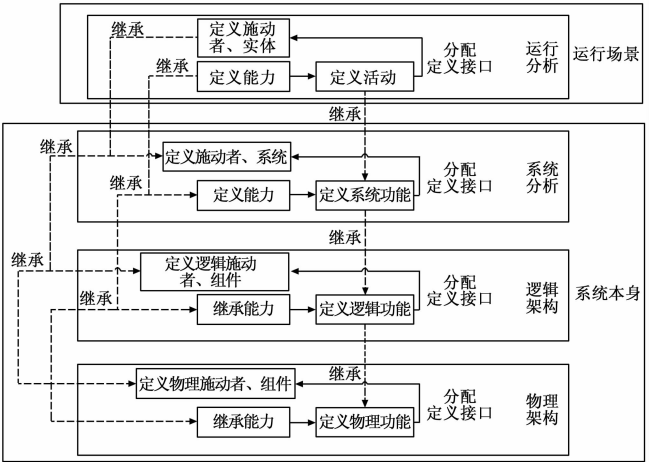 继承
定义施动
者、实体
分配
定义接口
运行
分析
运行场景
继承
定义能力
定义活动
继承
继承
定义施动者、系统
分配
定义接口
系统
分析
继承
定义能力
定义系统功能
继承
继承
定义逻辑施动
者、组件
分配
定义接口
逻辑
架构
系统本身
继承
继承能力
定义逻辑功能
继承
定义物理施动者、组件
分配
定义接口
物理
架构
继承能力
定义物理功能